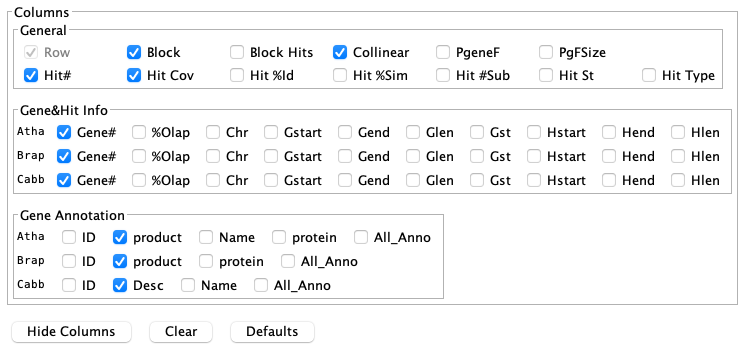 Columns
General
Row Block Block Hits Collinear PgeneF PgFSize
Hit# Hit Cov Hit %Id Hit %Sim Hit #Sub Hit St Hit Type
Gene&Hit Info
Atha Gene# %Olap Chr Gstart Gend Glen Gst Hstart Hend Hlen
Brap Gene# %Olap Chr Gstart Gend Glen Gst Hstart Hend Hlen
Cabb Gene# %Olap Chr Gstart Gend Glen Gst Hstart Hend Hlen
Gene Annotation
Atha ID product Name protein All_Anno
Brap ID product protein All_Anno
Cabb ID Desc Name All_Anno
Hide Columns Clear Defaults